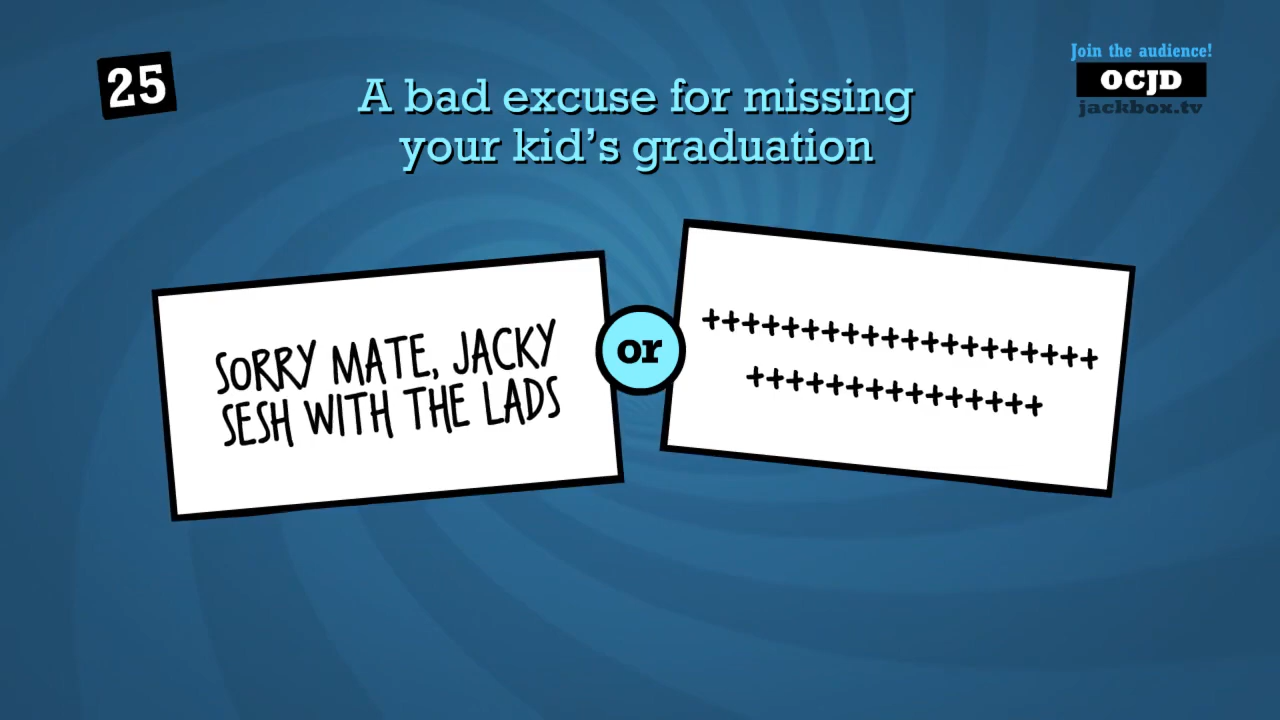 25
Join the audience!
OCJD
jackbox.tv
A bad excuse for missing
your kid's graduation
SORRY MATE, JACKY
SESH WITH THE LADS
or
++++++++++++++++++++
+++++++++++++++